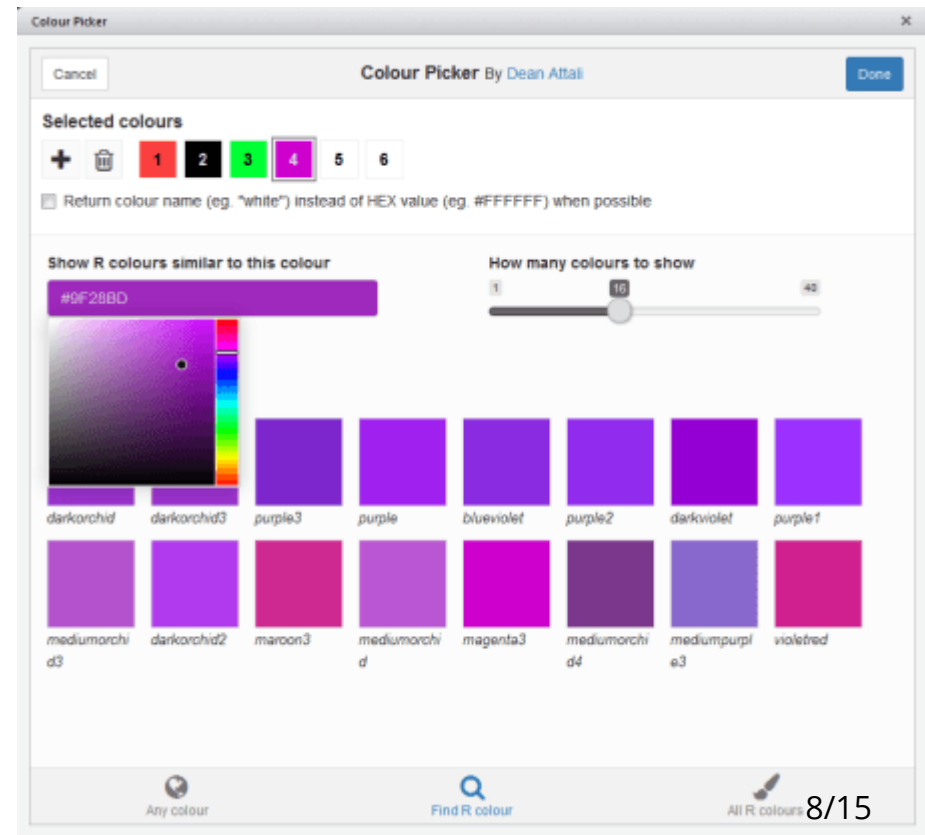 Colour Picker ×
Cancel Colour Picker By Dean Attali Done
Selected colours
1 2 3 4 5 6
Return colour name (eg. "white") instead of HEX value (eg. #FFFFFF) when possible
Show R colours similar to this colour How many colours to show
1 16 40
#9F28BD
darkorchid darkorchid3 purple3 purple blueviolet purple2 darkviolet purple1
mediumorchi darkorchid2 maroon3 mediumorchi magenta3 mediumorchi mediumpurpl violetred
d3 d d4 e3
Any colour Find R colour All R colours 8/15